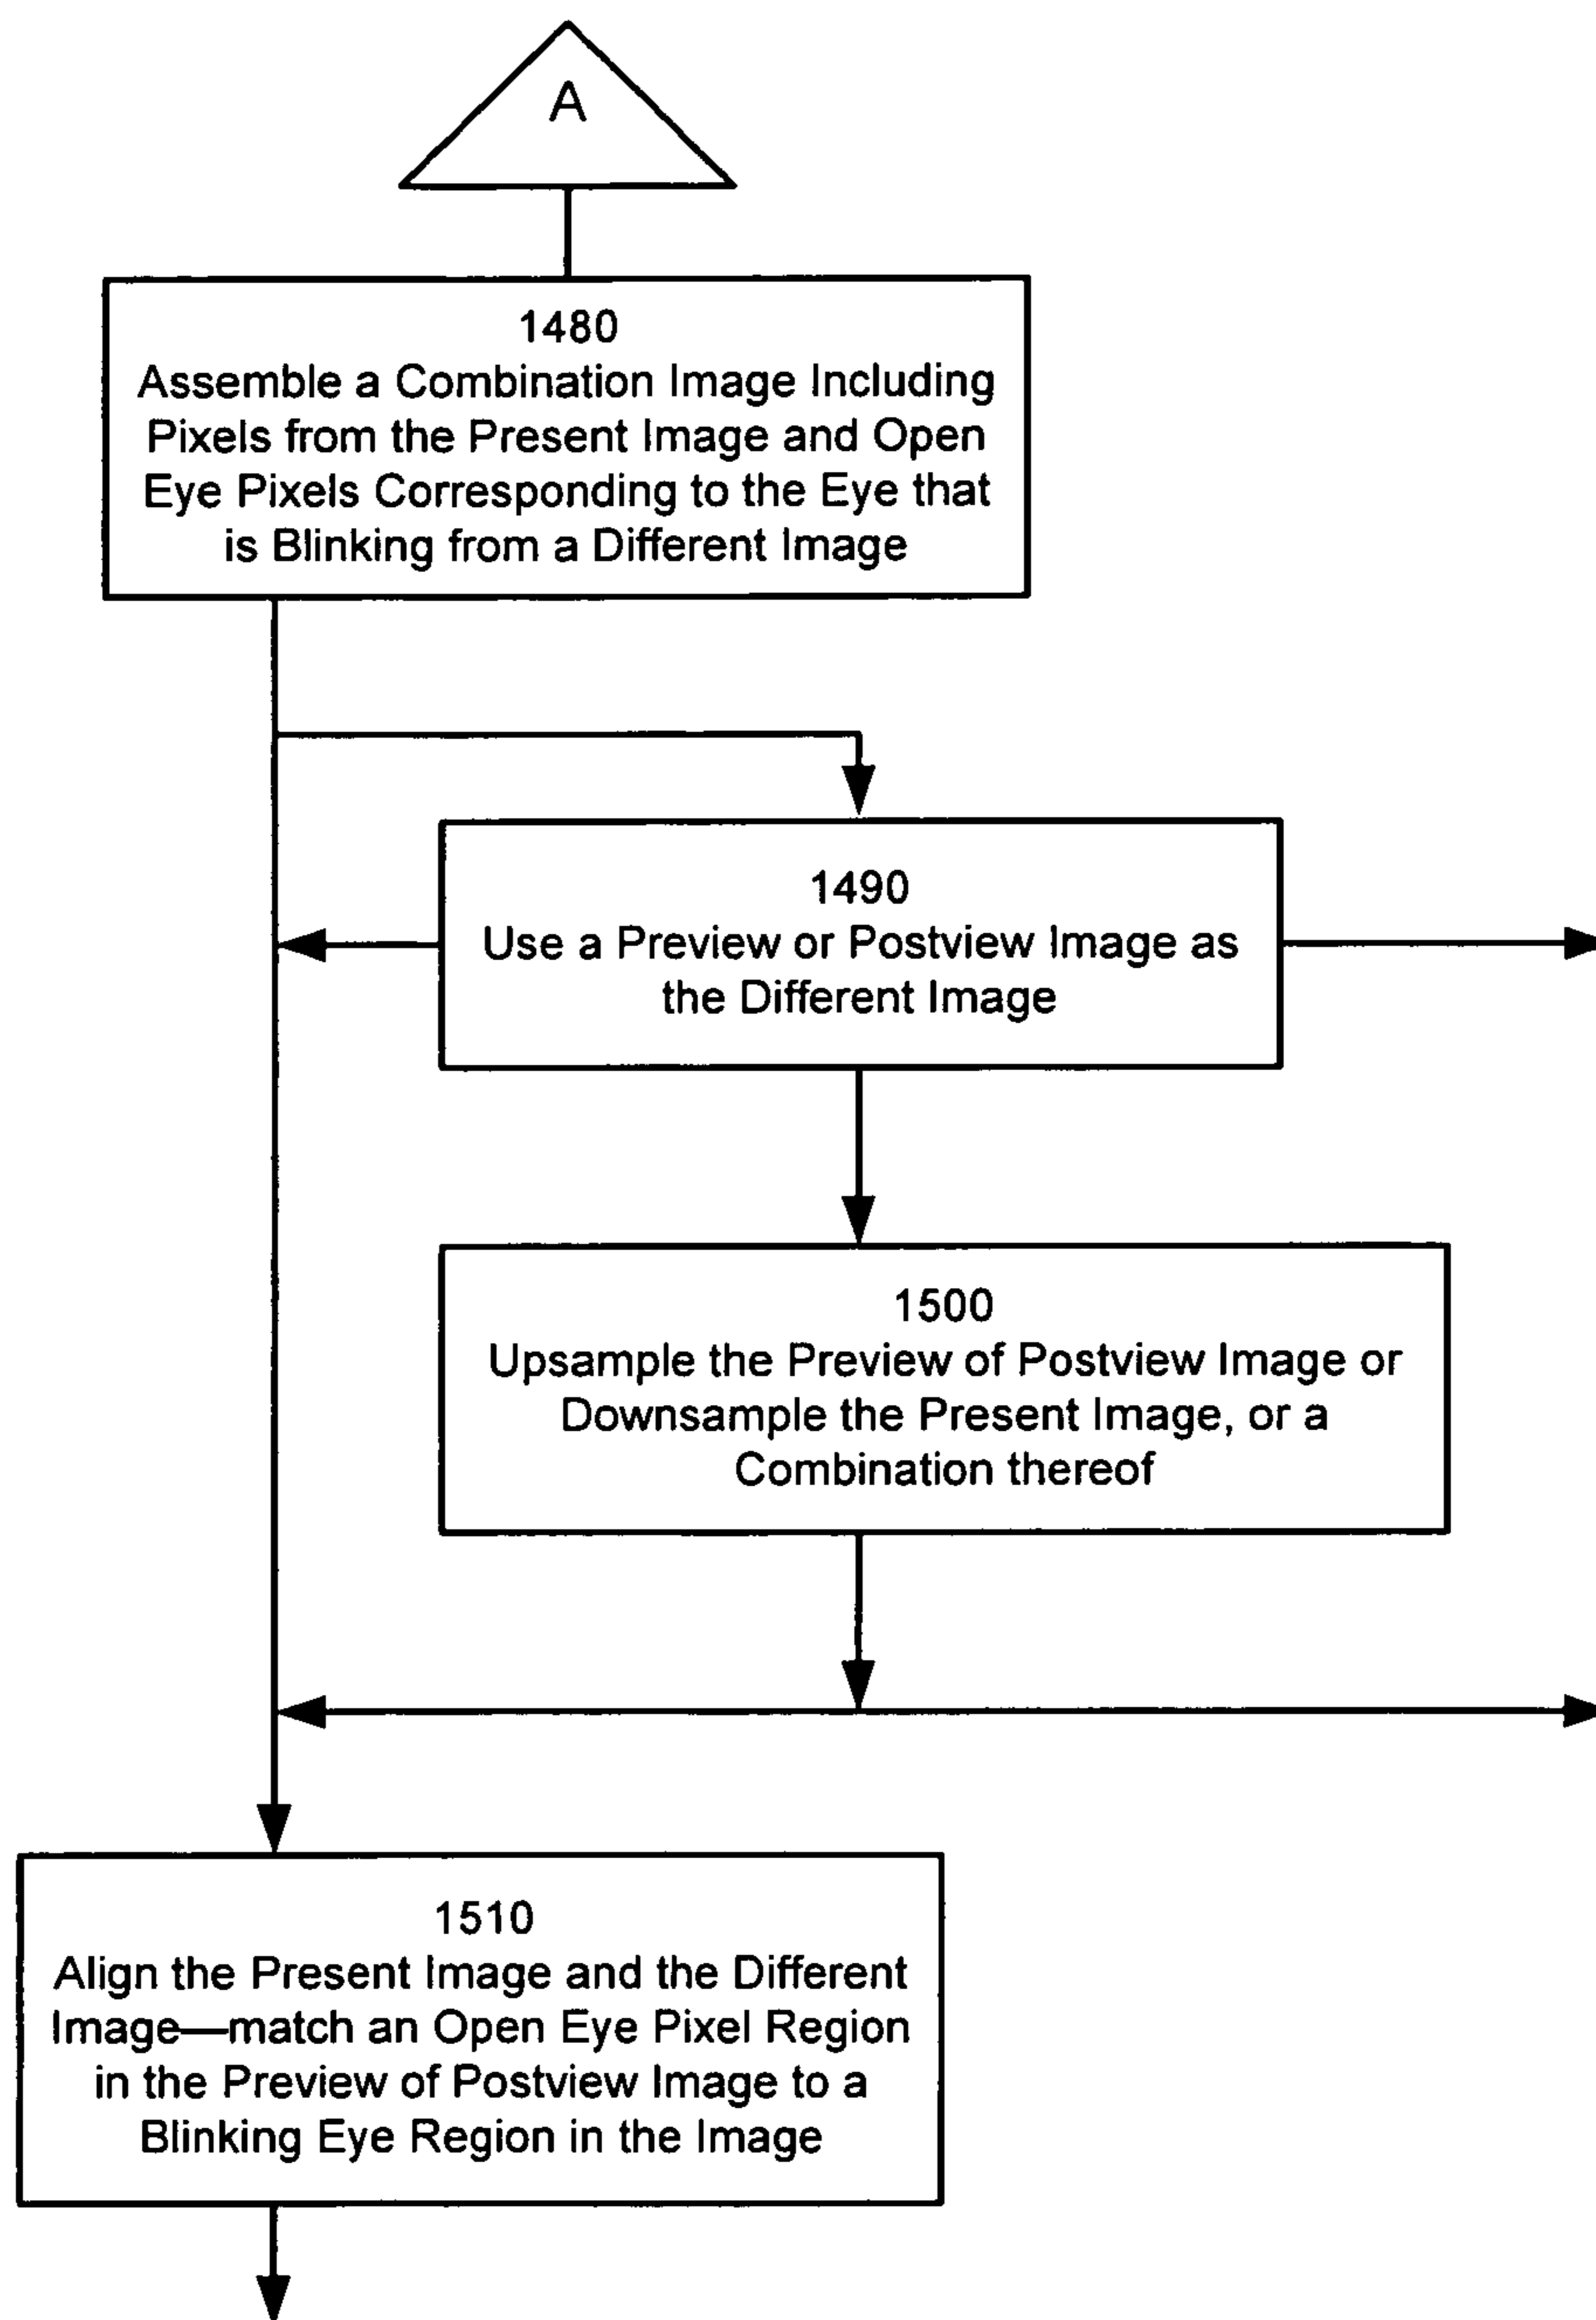 A
1480
Assemble a Combination Image Including
Pixels from the Present Image and Open
Eye Pixels Corresponding to the Eye that
is Blinking from a Different Image
1490
Use a Preview or Postview Image as
the Different Image
1500
Upsample the Preview of Postview Image or
Downsample the Present Image, or a
Combination thereof
1510
Align the Present Image and the Different
Image—match an Open Eye Pixel Region
in the Preview of Postview Image to a
Blinking Eye Region in the Image